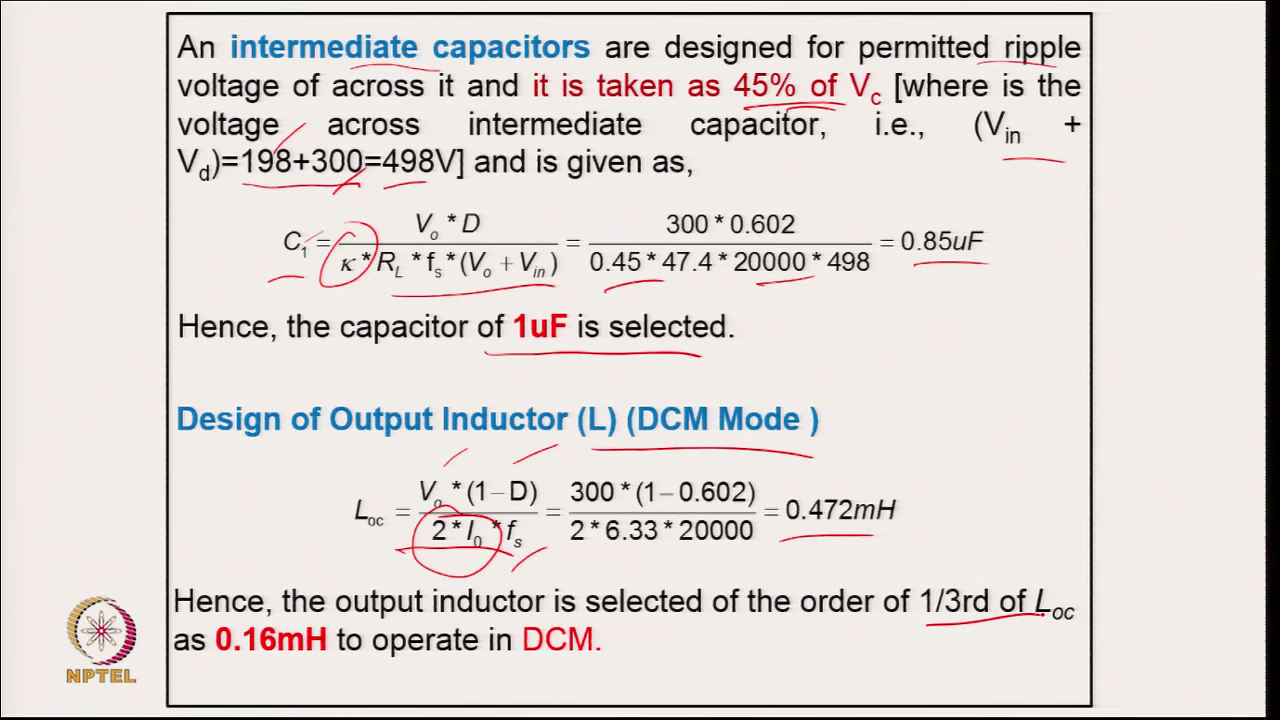 An intermediate capacitors are designed for permitted ripple
voltage of across it and it is taken as 45% of Vc [where is the
voltage across intermediate capacitor, i.e., (Vin +
Vd)=198+300=498V] and is given as,
C1 = Vo * D / κ * RL * fs * (Vo + Vin) = 300 * 0.602 / 0.45 * 47.4 * 20000 * 498 = 0.85uF
Hence, the capacitor of 1uF is selected.
Design of Output Inductor (L) (DCM Mode )
Loc = Vo * (1 − D) / 2 * I0 * fs = 300 * (1 − 0.602) / 2 * 6.33 * 20000 = 0.472mH
Hence, the output inductor is selected of the order of 1/3rd of Loc
as 0.16mH to operate in DCM.
NPTEL